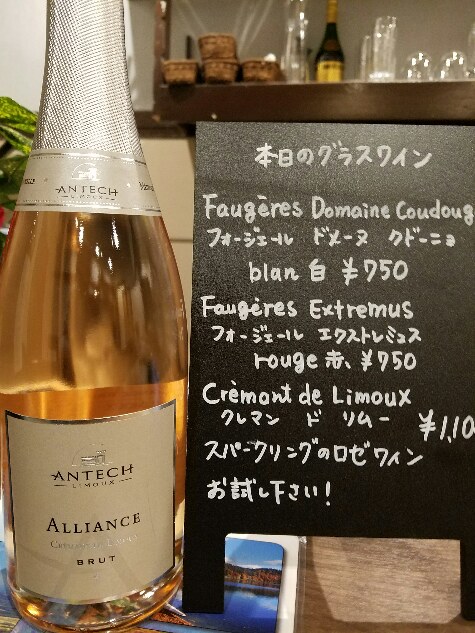 ANTECH
LIMOUX
ANTECH
LIMOUX
ALLIANCE
BRUT
本日のグラスワイン
Faugères Domaine Coudoug
フォージェール ドメーヌ クドーニョ
blan 白 ¥750
Faugères Extremus
フォージェール エクストレミュス
rouge 赤、¥750
Crémant de Limoux
クレマン ド リムー ¥1,10
スパークリングのロゼワイン
お試し下さい!